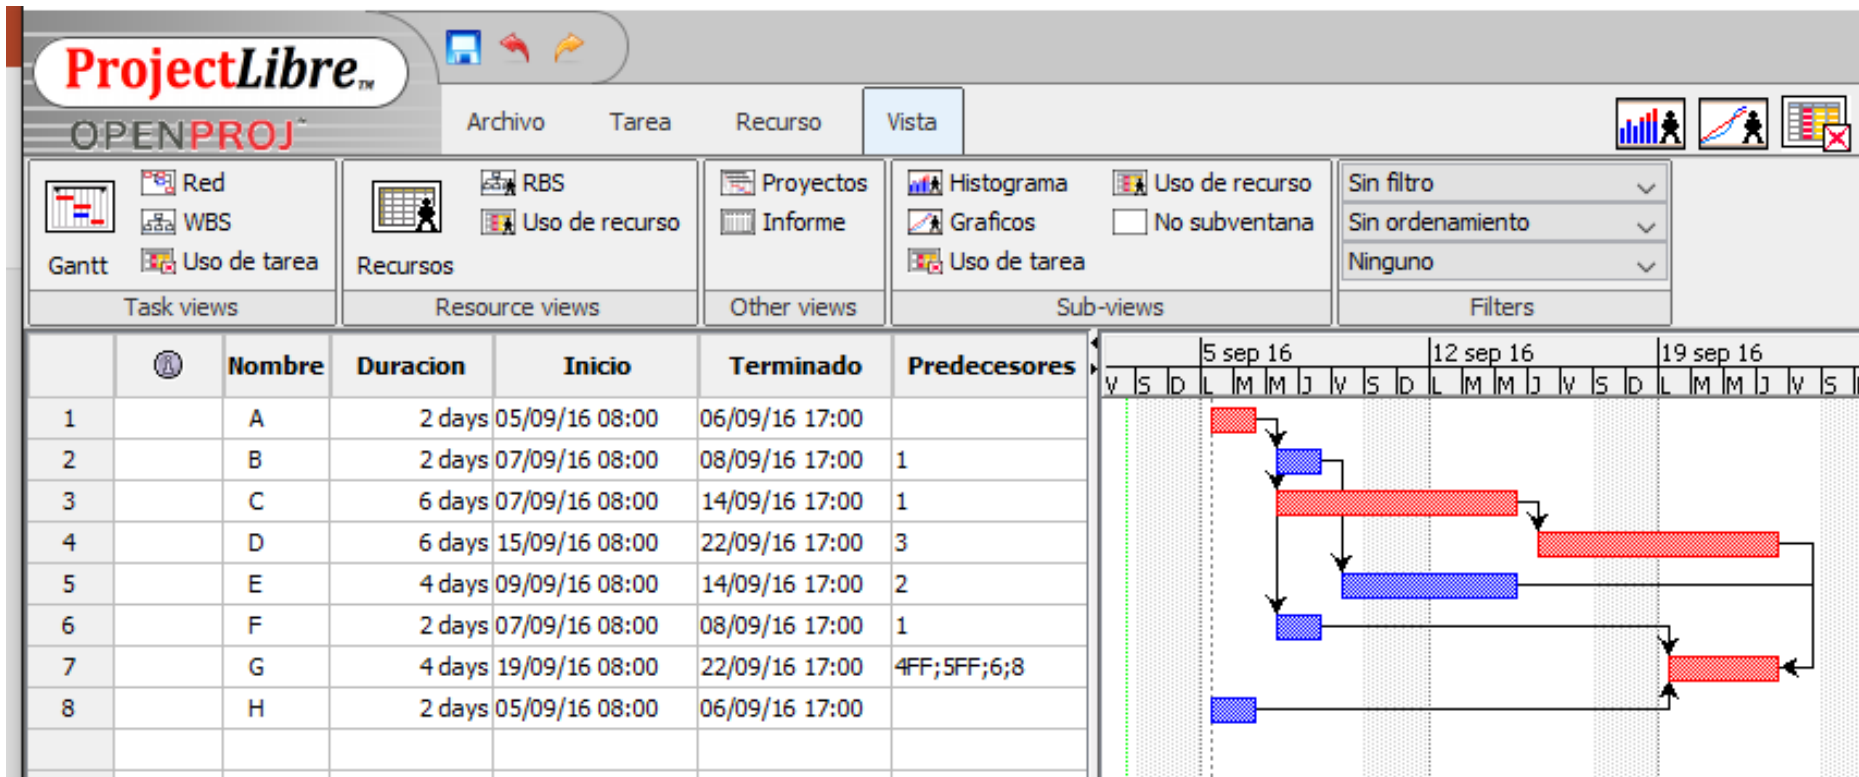 ProjectLibre™
OPENPROJ
Archivo Tarea Recurso Vista
Red RBS Proyectos Histograma Uso de recurso Sin filtro
WBS Uso de recurso Informe Graficos No subventana Sin ordenamiento
Gantt Uso de tarea Recursos Uso de tarea Ninguno
Task views Resource views Other views Sub-views Filters
5 sep 16 12 sep 16 19 sep 16
Nombre Duracion Inicio Terminado Predecesores
V S D L M M J V S D L M M J V S D L M M J V S
1 A 2 days 05/09/16 08:00 06/09/16 17:00
2 B 2 days 07/09/16 08:00 08/09/16 17:00 1
3 C 6 days 07/09/16 08:00 14/09/16 17:00 1
4 D 6 days 15/09/16 08:00 22/09/16 17:00 3
5 E 4 days 09/09/16 08:00 14/09/16 17:00 2
6 F 2 days 07/09/16 08:00 08/09/16 17:00 1
7 G 4 days 19/09/16 08:00 22/09/16 17:00 4FF;5FF;6;8
8 H 2 days 05/09/16 08:00 06/09/16 17:00